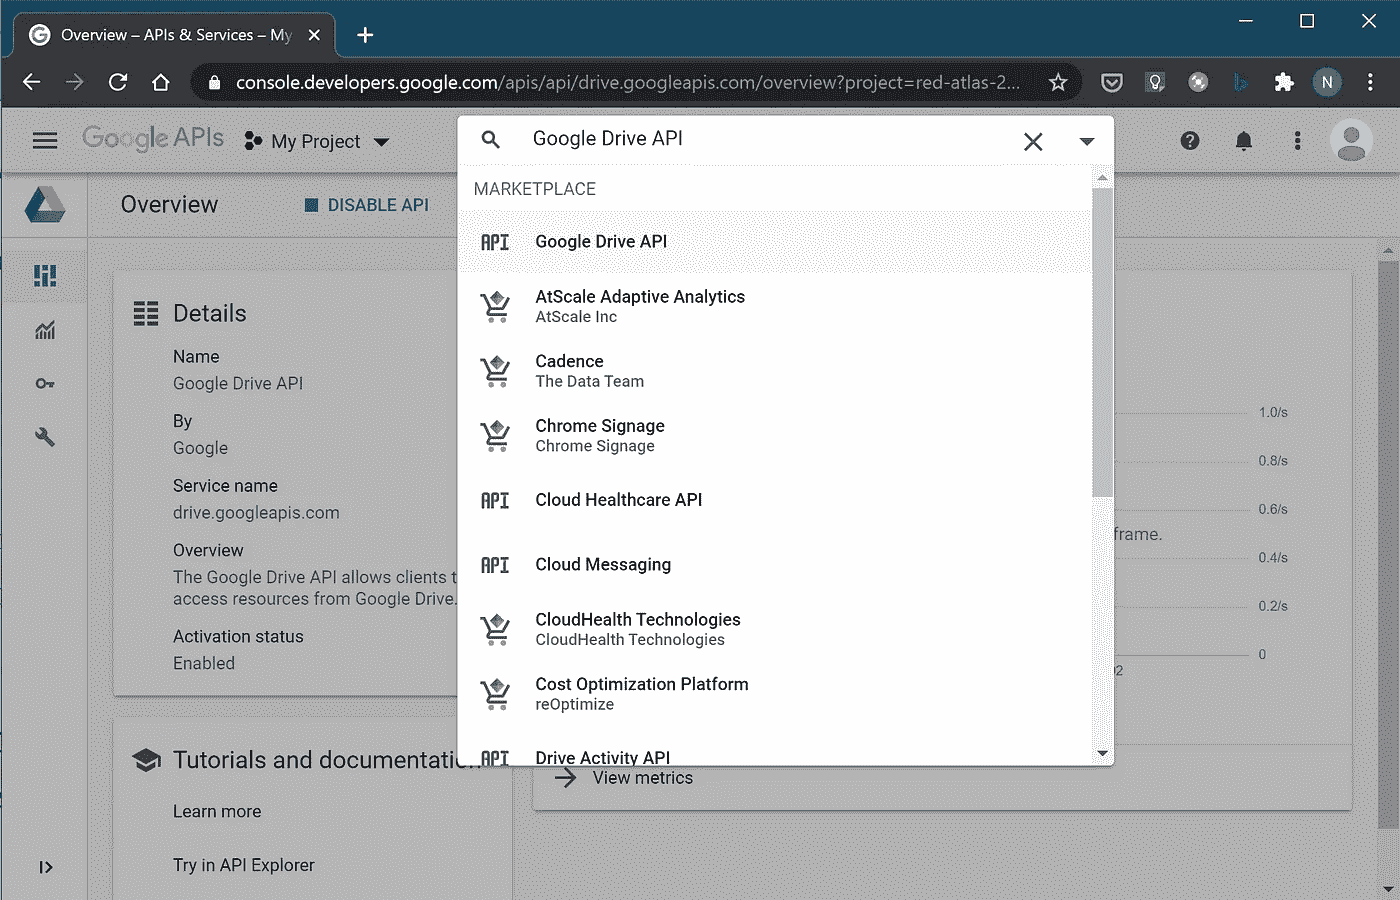 Overview – APIs & Services – My
console.developers.google.com/apis/api/drive.googleapis.com/overview?project=red-atlas-2...
N
Google APIs
My Project
Google Drive API
MARKETPLACE
Overview
DISABLE API
API Google Drive API
AtScale Adaptive Analytics
AtScale Inc
Cadence
The Data Team
Chrome Signage
Chrome Signage
API Cloud Healthcare API
API Cloud Messaging
CloudHealth Technologies
CloudHealth Technologies
Cost Optimization Platform
reOptimize
API Drive Activity API
Details
Name
Google Drive API
By
Google
Service name
drive.googleapis.com
Overview
The Google Drive API allows clients t
access resources from Google Drive.
Activation status
Enabled
1.0/s
0.8/s
0.6/s
frame.
0.4/s
0.2/s
0
02
View metrics
Tutorials and documentation
Learn more
Try in API Explorer